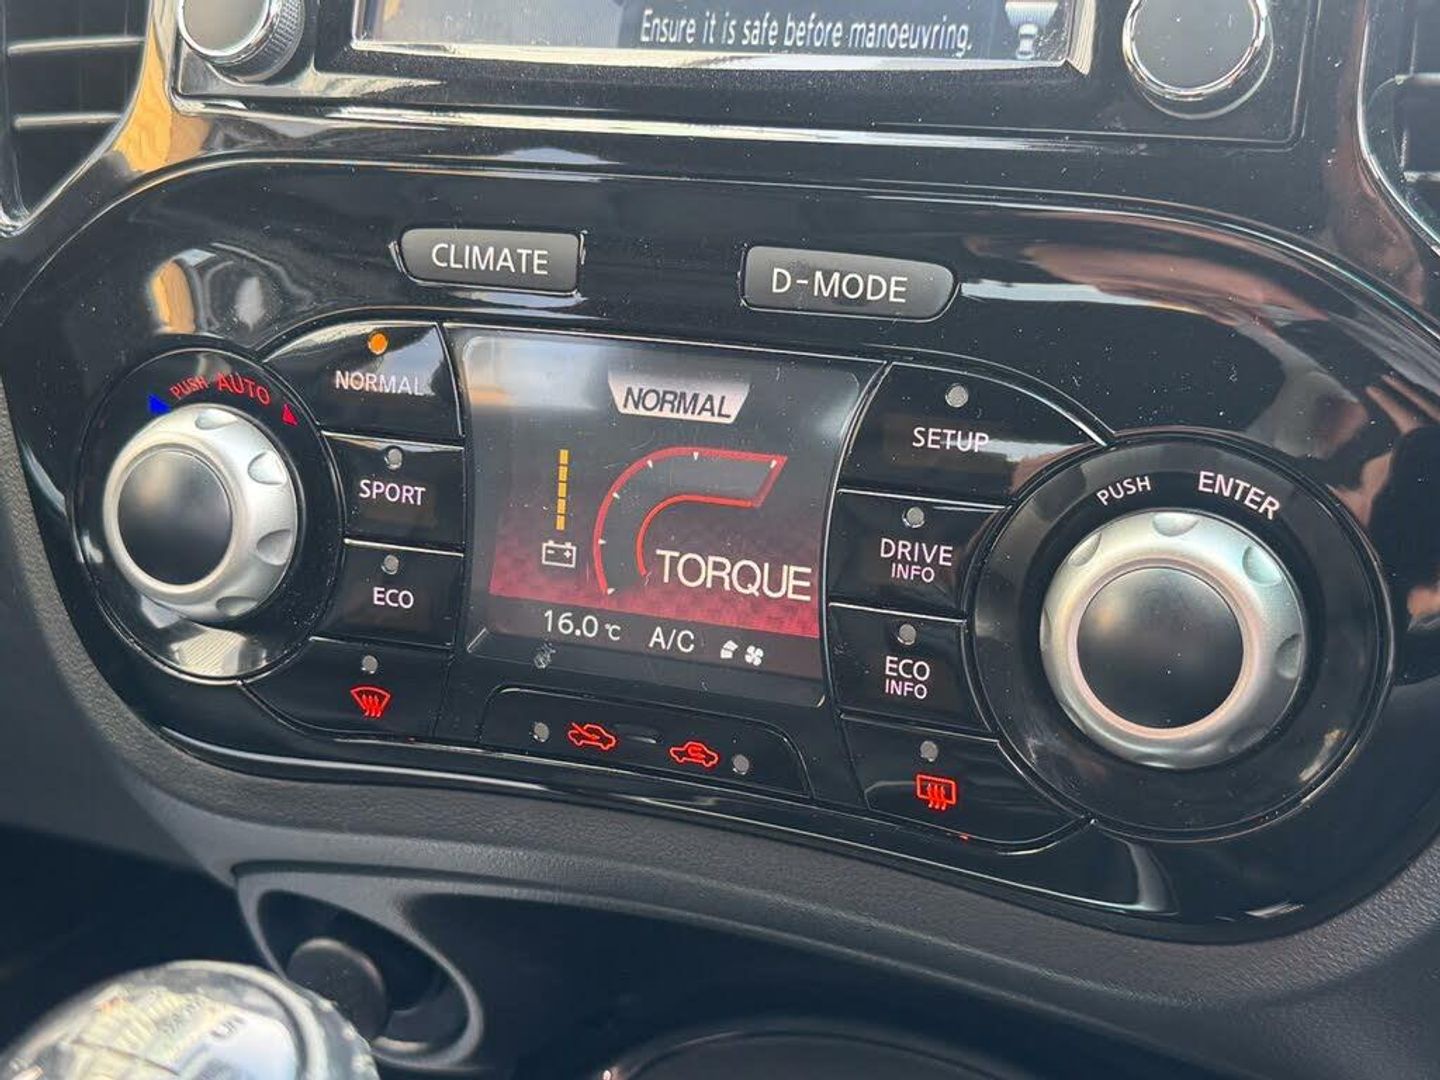 Ensure it is safe before manoeuvring.
CLIMATE
D-MODE
PUSH AUTO
NORMAL
NORMAL
SETUP
SPORT
DRIVE
INFO
PUSH ENTER
ECO
TORQUE
ECO
INFO
16.0 °C A/C